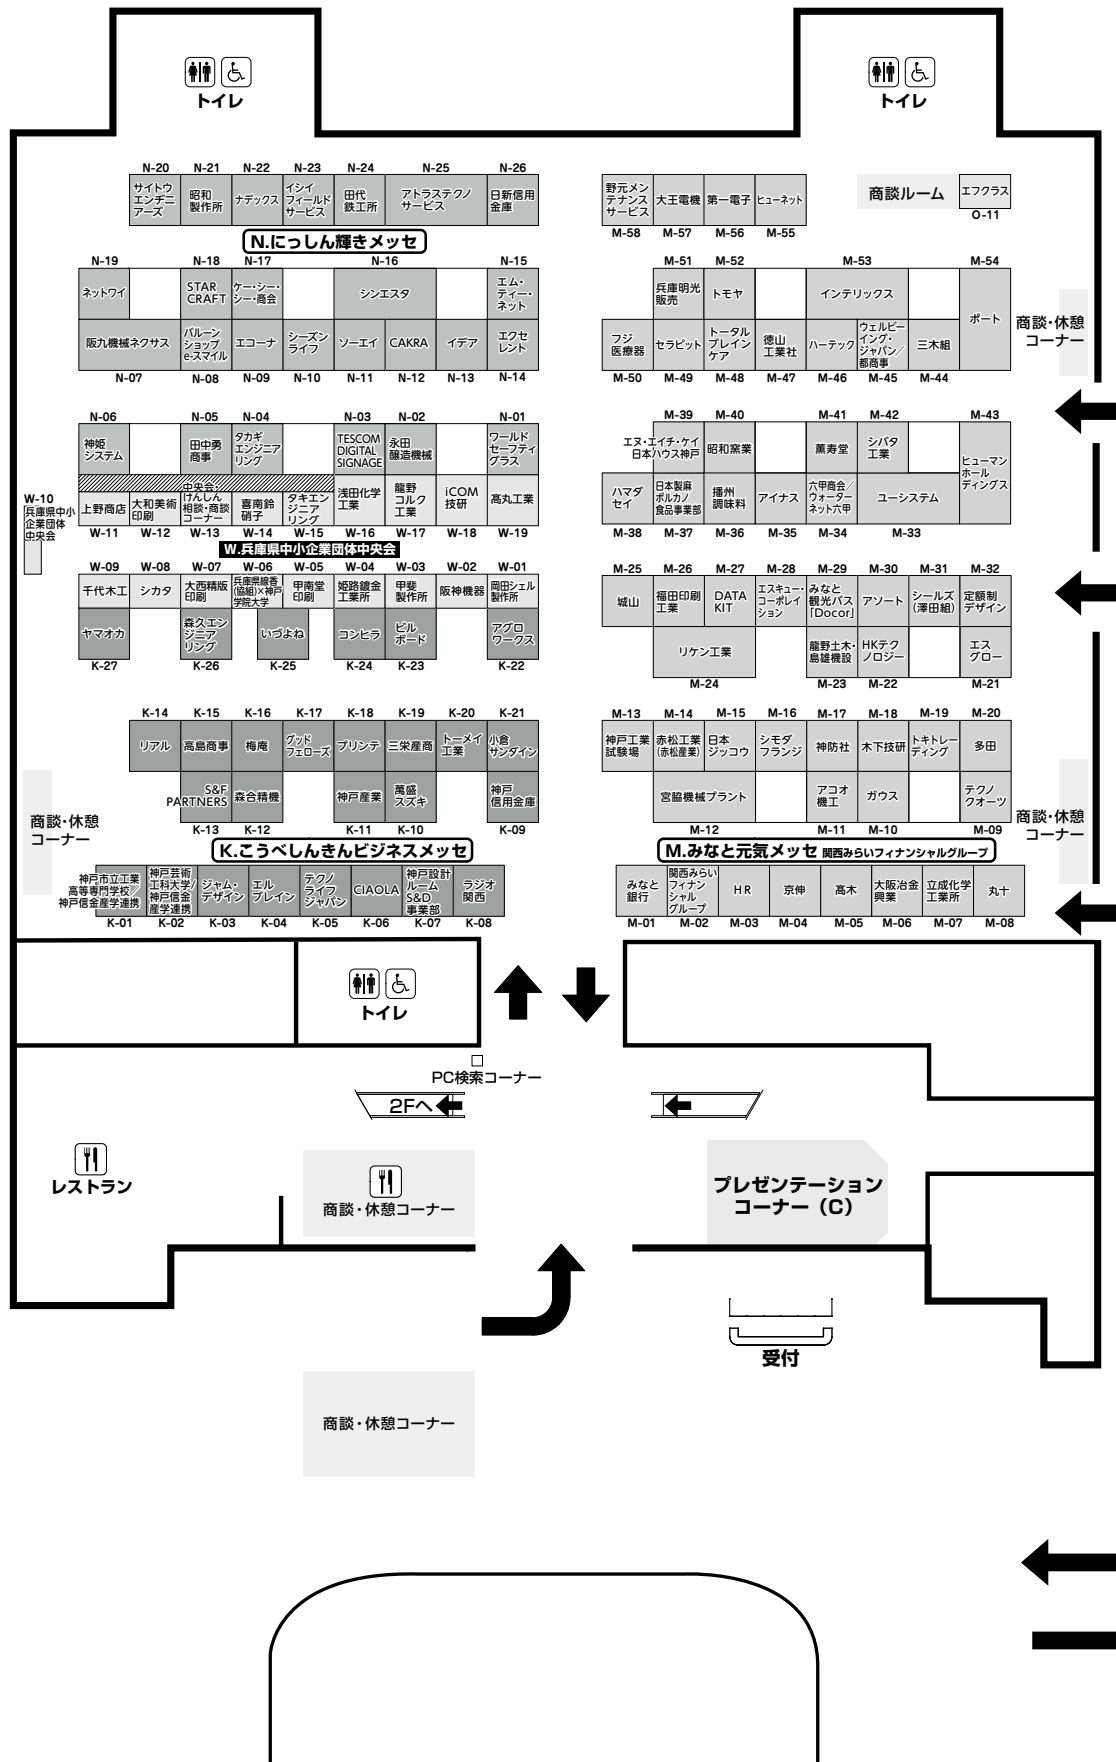 トイレ
トイレ
N-20 N-21 N-22 N-23 N-24 N-25 N-26
サイトウ
エンヂニ
アーズ
昭和
製作所
ナデックス
イシイ
フィールド
サービス
田代
鉄工所
アトラステクノ
サービス
日新信用
金庫
N.にっしん輝きメッセ
野元メン
テナンス
サービス
大王電機
第一電子
ヒューネット
M-58 M-57 M-56 M-55
商談ルーム
エフクラス
O-11
N-19 N-18 N-17 N-16 N-15
ネットワイ
STAR
CRAFT
ケー・シー・
シー・商会
シンエスタ
エム・
ティー・
ネット
阪九機械ネクサス
バルーン
ショップ
e-スマイル
エコーナ
シーズン
ライフ
ソーエイ
CAKRA
イデア
エクセ
レント
N-07 N-08 N-09 N-10 N-11 N-12 N-13 N-14
M-51 M-52 M-53 M-54
兵庫明光
販売
トモヤ
インテリックス
ポート
フジ
医療器
セラピット
トータル
ブレイン
ケア
徳山
工業社
ハーテック
ウェルビー
イング・
ジャパン/
都商事
三木組
M-50 M-49 M-48 M-47 M-46 M-45 M-44
商談・休憩
コーナー
N-06 N-05 N-04 N-03 N-02 N-01
神姫
システム
田中勇
商事
タカギ
エンジニア
リング
TESCOM
DIGITAL
SIGNAGE
永田
醸造機械
ワールド
セーフティ
グラス
W-10
兵庫県中小
企業団体
中央会
上野商店
大和美術
印刷
中央会・
けんしん
相談・商談
コーナー
喜南鈴
硝子
タキエン
ジニア
リング
浅田化学
工業
龍野
コルク
工業
iCOM
技研
髙丸工業
W-11 W-12 W-13 W-14 W-15 W-16 W-17 W-18 W-19
W.兵庫県中小企業団体中央会
M-39 M-40 M-41 M-42 M-43
エヌ・エイチ・ケイ
日本ハウス神戸
昭和窯業
薫寿堂
シバタ
工業
ヒューマン
ホール
ディングス
ハマダ
セイ
日本製麻
ボルカノ
食品事業部
播州
調味料
アイナス
六甲商会/
ウォーター
ネット六甲
ユーシステム
M-38 M-37 M-36 M-35 M-34 M-33
W-09 W-08 W-07 W-06 W-05 W-04 W-03 W-02 W-01
千代木工
シカタ
大西精版
印刷
兵庫県線香
(協組)×神戸
学院大学
甲南堂
印刷
姫路鍍金
工業所
甲斐
製作所
阪神機器
岡田シェル
製作所
ヤマオカ
森久エン
ジニア
リング
いづよね
コンヒラ
ビル
ボード
アグロ
ワークス
K-27 K-26 K-25 K-24 K-23 K-22
M-25 M-26 M-27 M-28 M-29 M-30 M-31 M-32
城山
福田印刷
工業
DATA
KIT
エスキュー・
コーポレイ
ション
みなと
観光バス
「Docor」
アソート
シールズ
(澤田組)
定額制
デザイン
リケン工業
龍野土木・
島雄機設
HKテク
ノロジー
エス
グロー
M-24 M-23 M-22 M-21
K-14 K-15 K-16 K-17 K-18 K-19 K-20 K-21
リアル
高島商事
梅庵
グッド
フェローズ
プリンテ
三栄産商
トーメイ
工業
小倉
サンダイン
S&F
PARTNERS
森合精機
神戸産業
萬盛
スズキ
神戸
信用金庫
K-13 K-12 K-11 K-10 K-09
K.こうべしんきんビジネスメッセ
商談・休憩
コーナー
M-13 M-14 M-15 M-16 M-17 M-18 M-19 M-20
神戸工業
試験場
赤松工業
(赤松産業)
日本
ジッコウ
シモダ
フランジ
神防社
木下技研
トキトレー
ディング
多田
宮脇機械プラント
アコオ
機工
ガウス
テクノ
クオーツ
M-12 M-11 M-10 M-09
M.みなと元気メッセ 関西みらいフィナンシャルグループ
商談・休憩
コーナー
神戸市立工業
高等専門学校/
神戸信金産学連携
神戸芸術
工科大学/
神戸信金
産学連携
ジャム・
デザイン
エル
ブレイン
テクノ
ライフ
ジャパン
CIAOLA
神戸設計
ルーム
S&D
事業部
ラジオ
関西
K-01 K-02 K-03 K-04 K-05 K-06 K-07 K-08
みなと
銀行
関西みらい
フィナン
シャル
グループ
HR
京伸
髙木
大阪冶金
興業
立成化学
工業所
丸十
M-01 M-02 M-03 M-04 M-05 M-06 M-07 M-08
トイレ
PC検索コーナー
2Fへ
レストラン
商談・休憩コーナー
プレゼンテーション
コーナー（C）
受付
商談・休憩コーナー